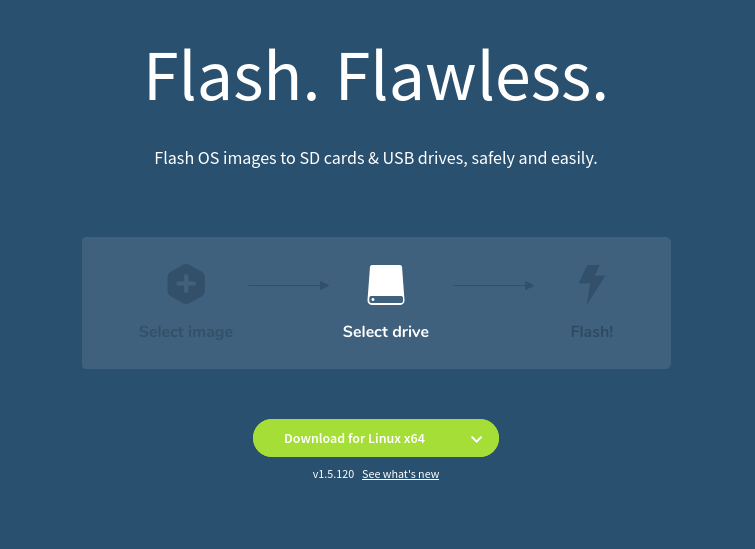 Flash. Flawless.
Flash OS images to SD cards & USB drives, safely and easily.
Select image
Select drive
Flash!
Download for Linux x64
v1.5.120 See what's new